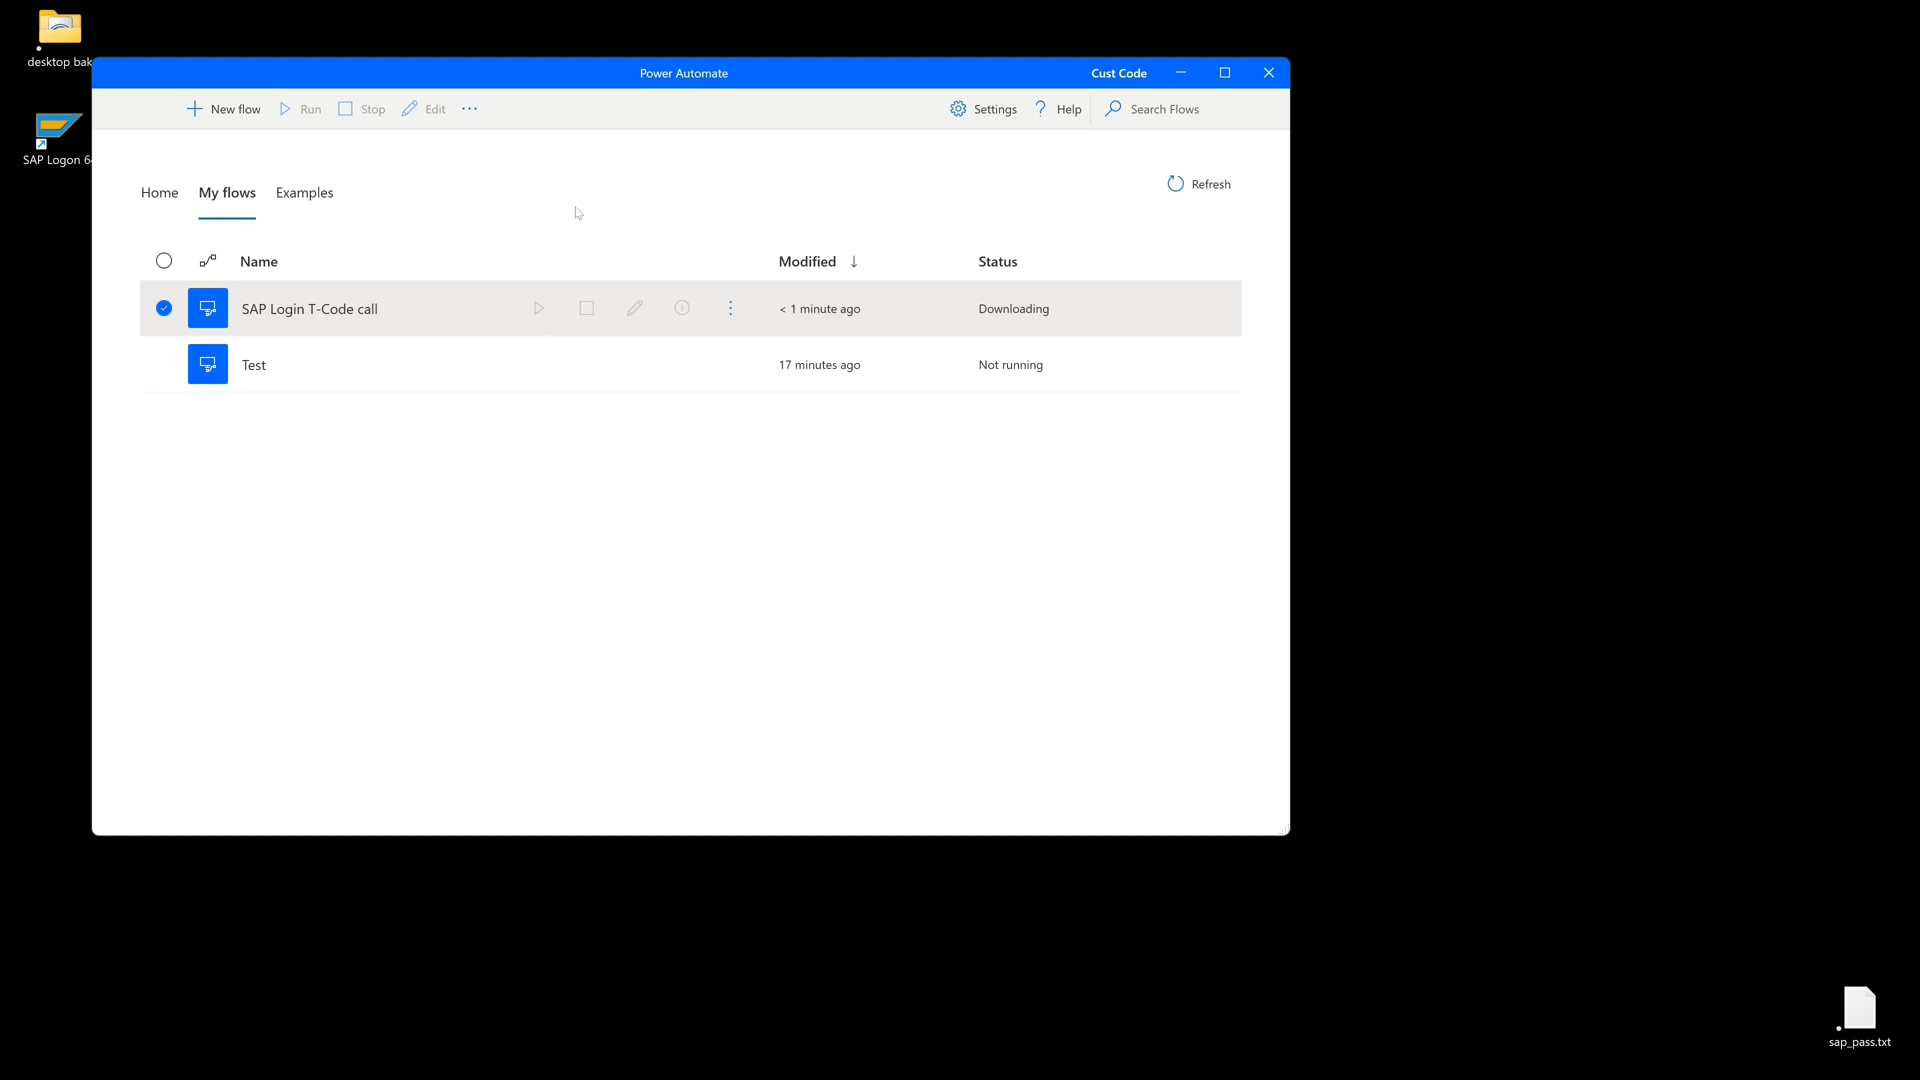 desktop bak
SAP Logon 6
Power Automate
Cust Code
New flow
Run
Stop
Edit
Settings
Help
Search Flows
Home
My flows
Examples
Refresh
Name
Modified
Status
SAP Login T-Code call
< 1 minute ago
Downloading
Test
17 minutes ago
Not running
sap_pass.txt